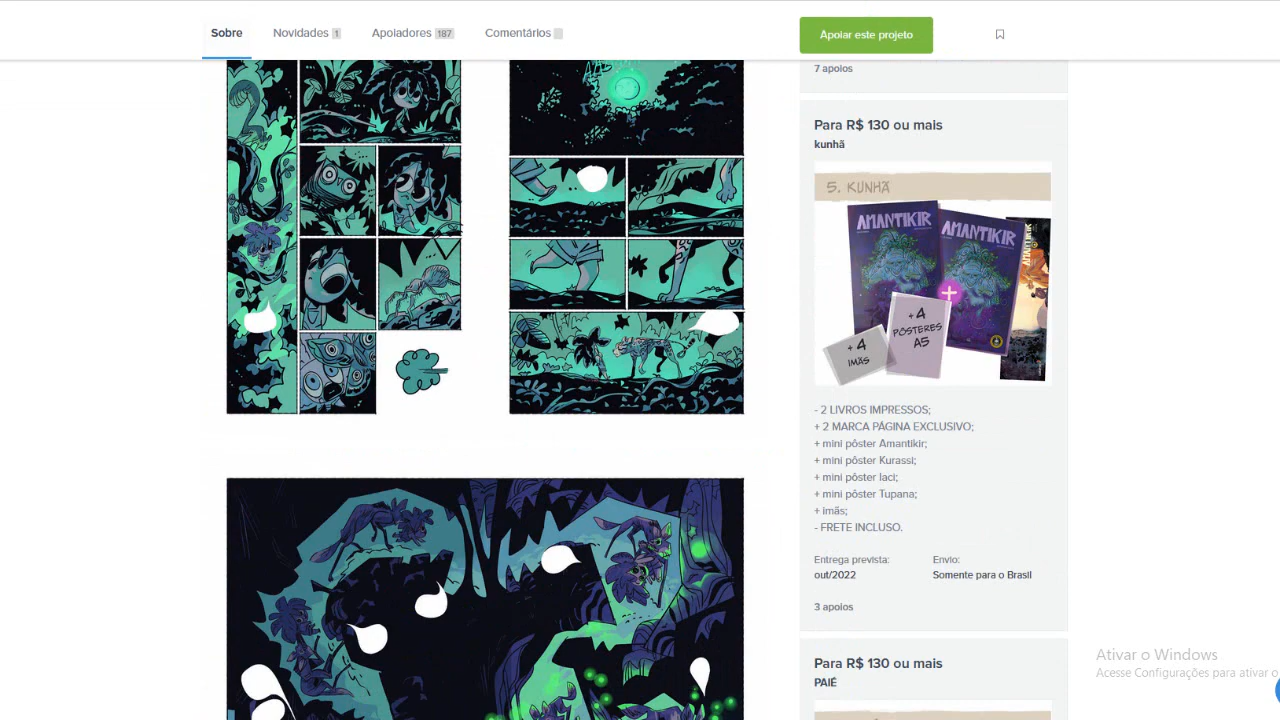 Sobre
Novidades 1
Apoiadores 187
Comentários
Apoiar este projeto
7 apoios
Para R$ 130 ou mais
kunhã
5. KUNHÃ
AMANTIKIR
AMANTIKIR
+
+4
PÔSTERES
A5
+4
IMÃS
- 2 LIVROS IMPRESSOS;
+ 2 MARCA PÁGINA EXCLUSIVO;
+ mini pôster Amantikir;
+ mini pôster Kurassi;
+ mini pôster Iaci;
+ mini pôster Tupana;
+ imãs;
- FRETE INCLUSO.
Entrega prevista:
out/2022
Envio:
Somente para o Brasil
3 apoios
Para R$ 130 ou mais
PAIÉ
Ativar o Windows
Acesse Configurações para ativar o